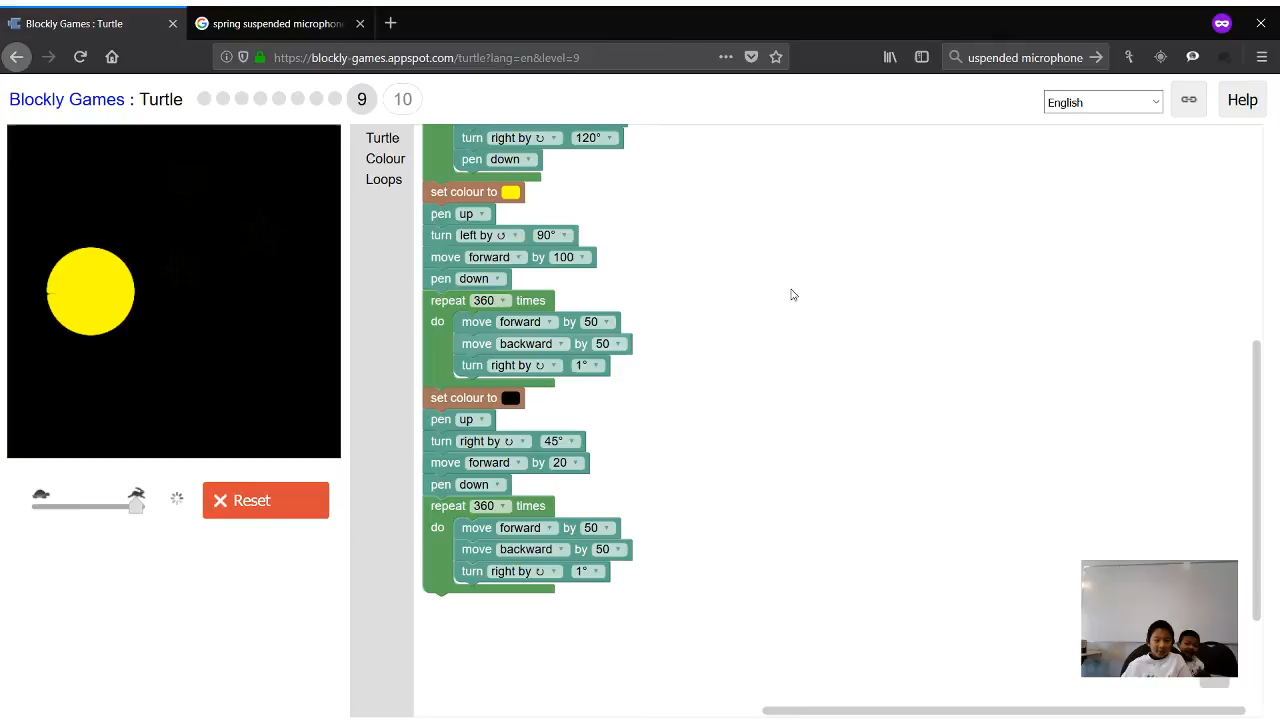 Blockly Games : Turtle
spring suspended microphone
https://blockly-games.appspot.com/turtle?lang=en&level=9
uspended microphone
Blockly Games : Turtle 9 10
English
Help
Turtle
Colour
Loops
turn right by ↻ 120°
pen down
set colour to
pen up
turn left by ↺ 90°
move forward by 100
pen down
repeat 360 times
do move forward by 50
move backward by 50
turn right by ↻ 1°
set colour to
pen up
turn right by ↻ 45°
move forward by 20
pen down
repeat 360 times
do move forward by 50
move backward by 50
turn right by ↻ 1°
Reset